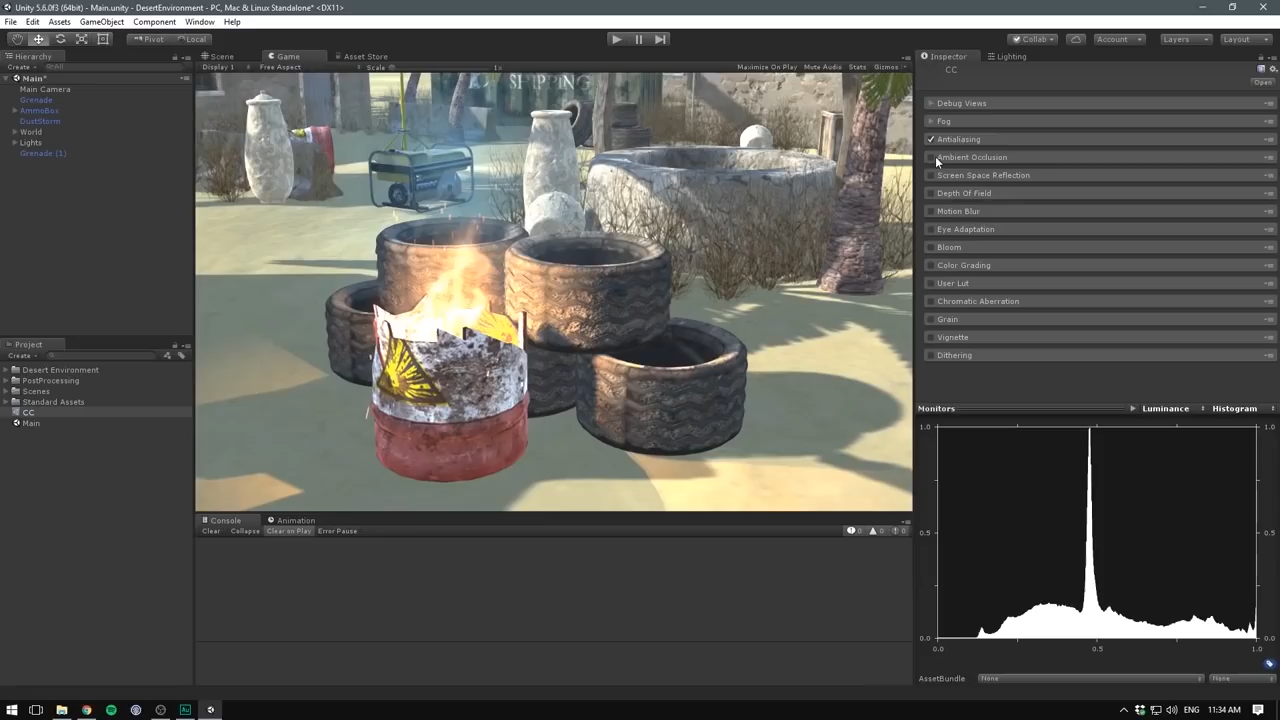 Unity 5.6.0f3 (64bit) - Main.unity - DesertEnvironment - PC, Mac & Linux Standalone* <DX11>
File Edit Assets GameObject Component Window Help
Pivot Local Collab Account Layers Layout
Hierarchy Scene Game Asset Store Inspector Lighting
Create All Display 1 Free Aspect Scale 1x Maximize On Play Mute Audio Stats Gizmos CC
Main*
Open
Main Camera
Grenade
AmmoBox
DustStorm
World
Lights
Grenade (1)
SHIPPING
Debug Views
Fog
Antialiasing
Ambient Occlusion
Screen Space Reflection
Depth Of Field
Motion Blur
Eye Adaptation
Bloom
Color Grading
User Lut
Chromatic Aberration
Grain
Vignette
Dithering
Project
Create
Desert Environment
PostProcessing
Scenes
Standard Assets
CC
Main
Monitors Luminance Histogram
1.0 1.0
0.5 0.5
0.0 0.0
0.0 0.5 1.0
Console Animation
Clear Collapse Clear on Play Error Pause 0 0 0
AssetBundle None None
ENG 11:34 AM